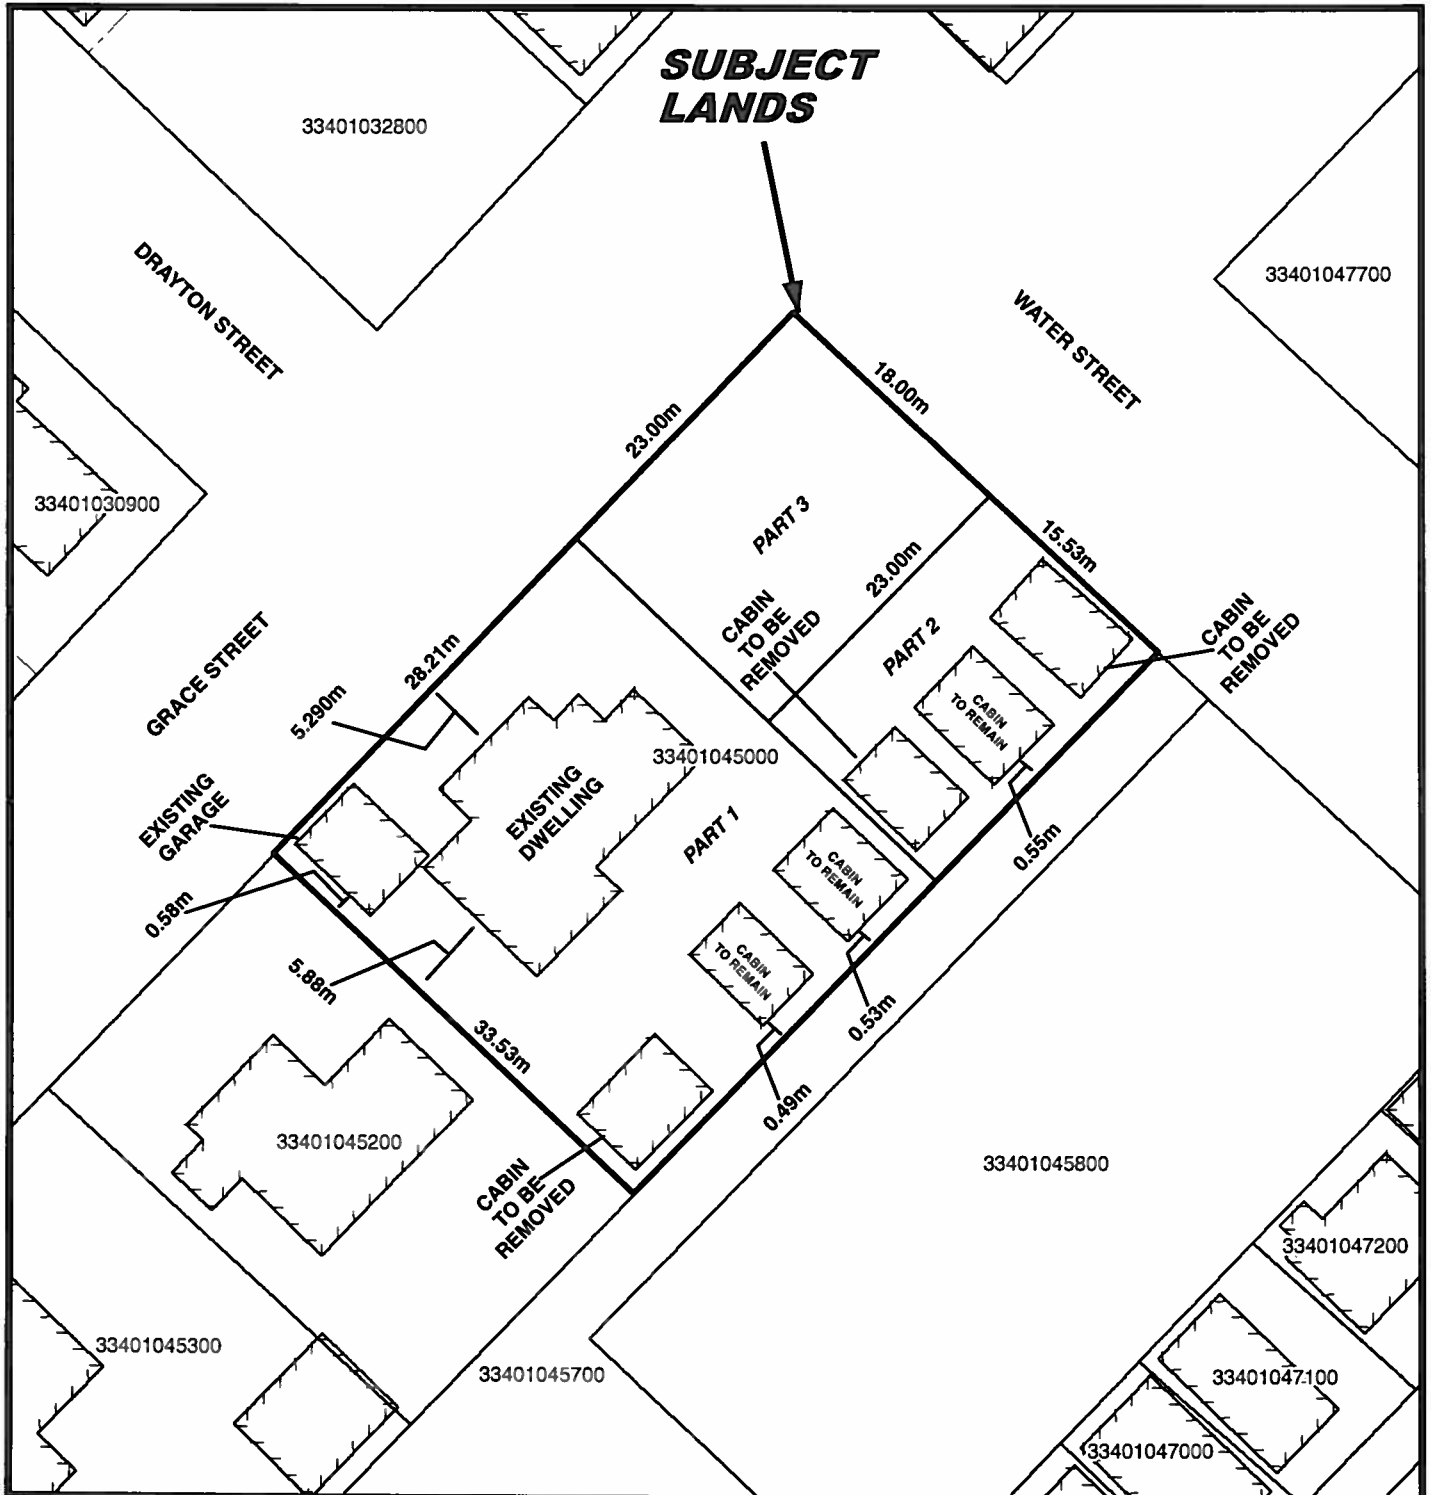 SUBJECT
LANDS
33401032800
DRAYTON STREET
33401047700
WATER STREET
18.00m
23.00m
33401030900
PART 3
15.53m
23.00m
CABIN
TO BE
REMOVED
PART 2
CABIN
TO BE
REMOVED
GRACE STREET
28.21m
5.290m
CABIN
TO REMAIN
33401045000
EXISTING
GARAGE
EXISTING
DWELLING
PART 1
0.55m
CABIN
TO REMAIN
0.58m
5.88m
CABIN
TO REMAIN
0.53m
33.53m
0.49m
33401045200
33401045800
CABIN
TO BE
REMOVED
33401047200
33401045300
33401045700
33401047100
33401047000